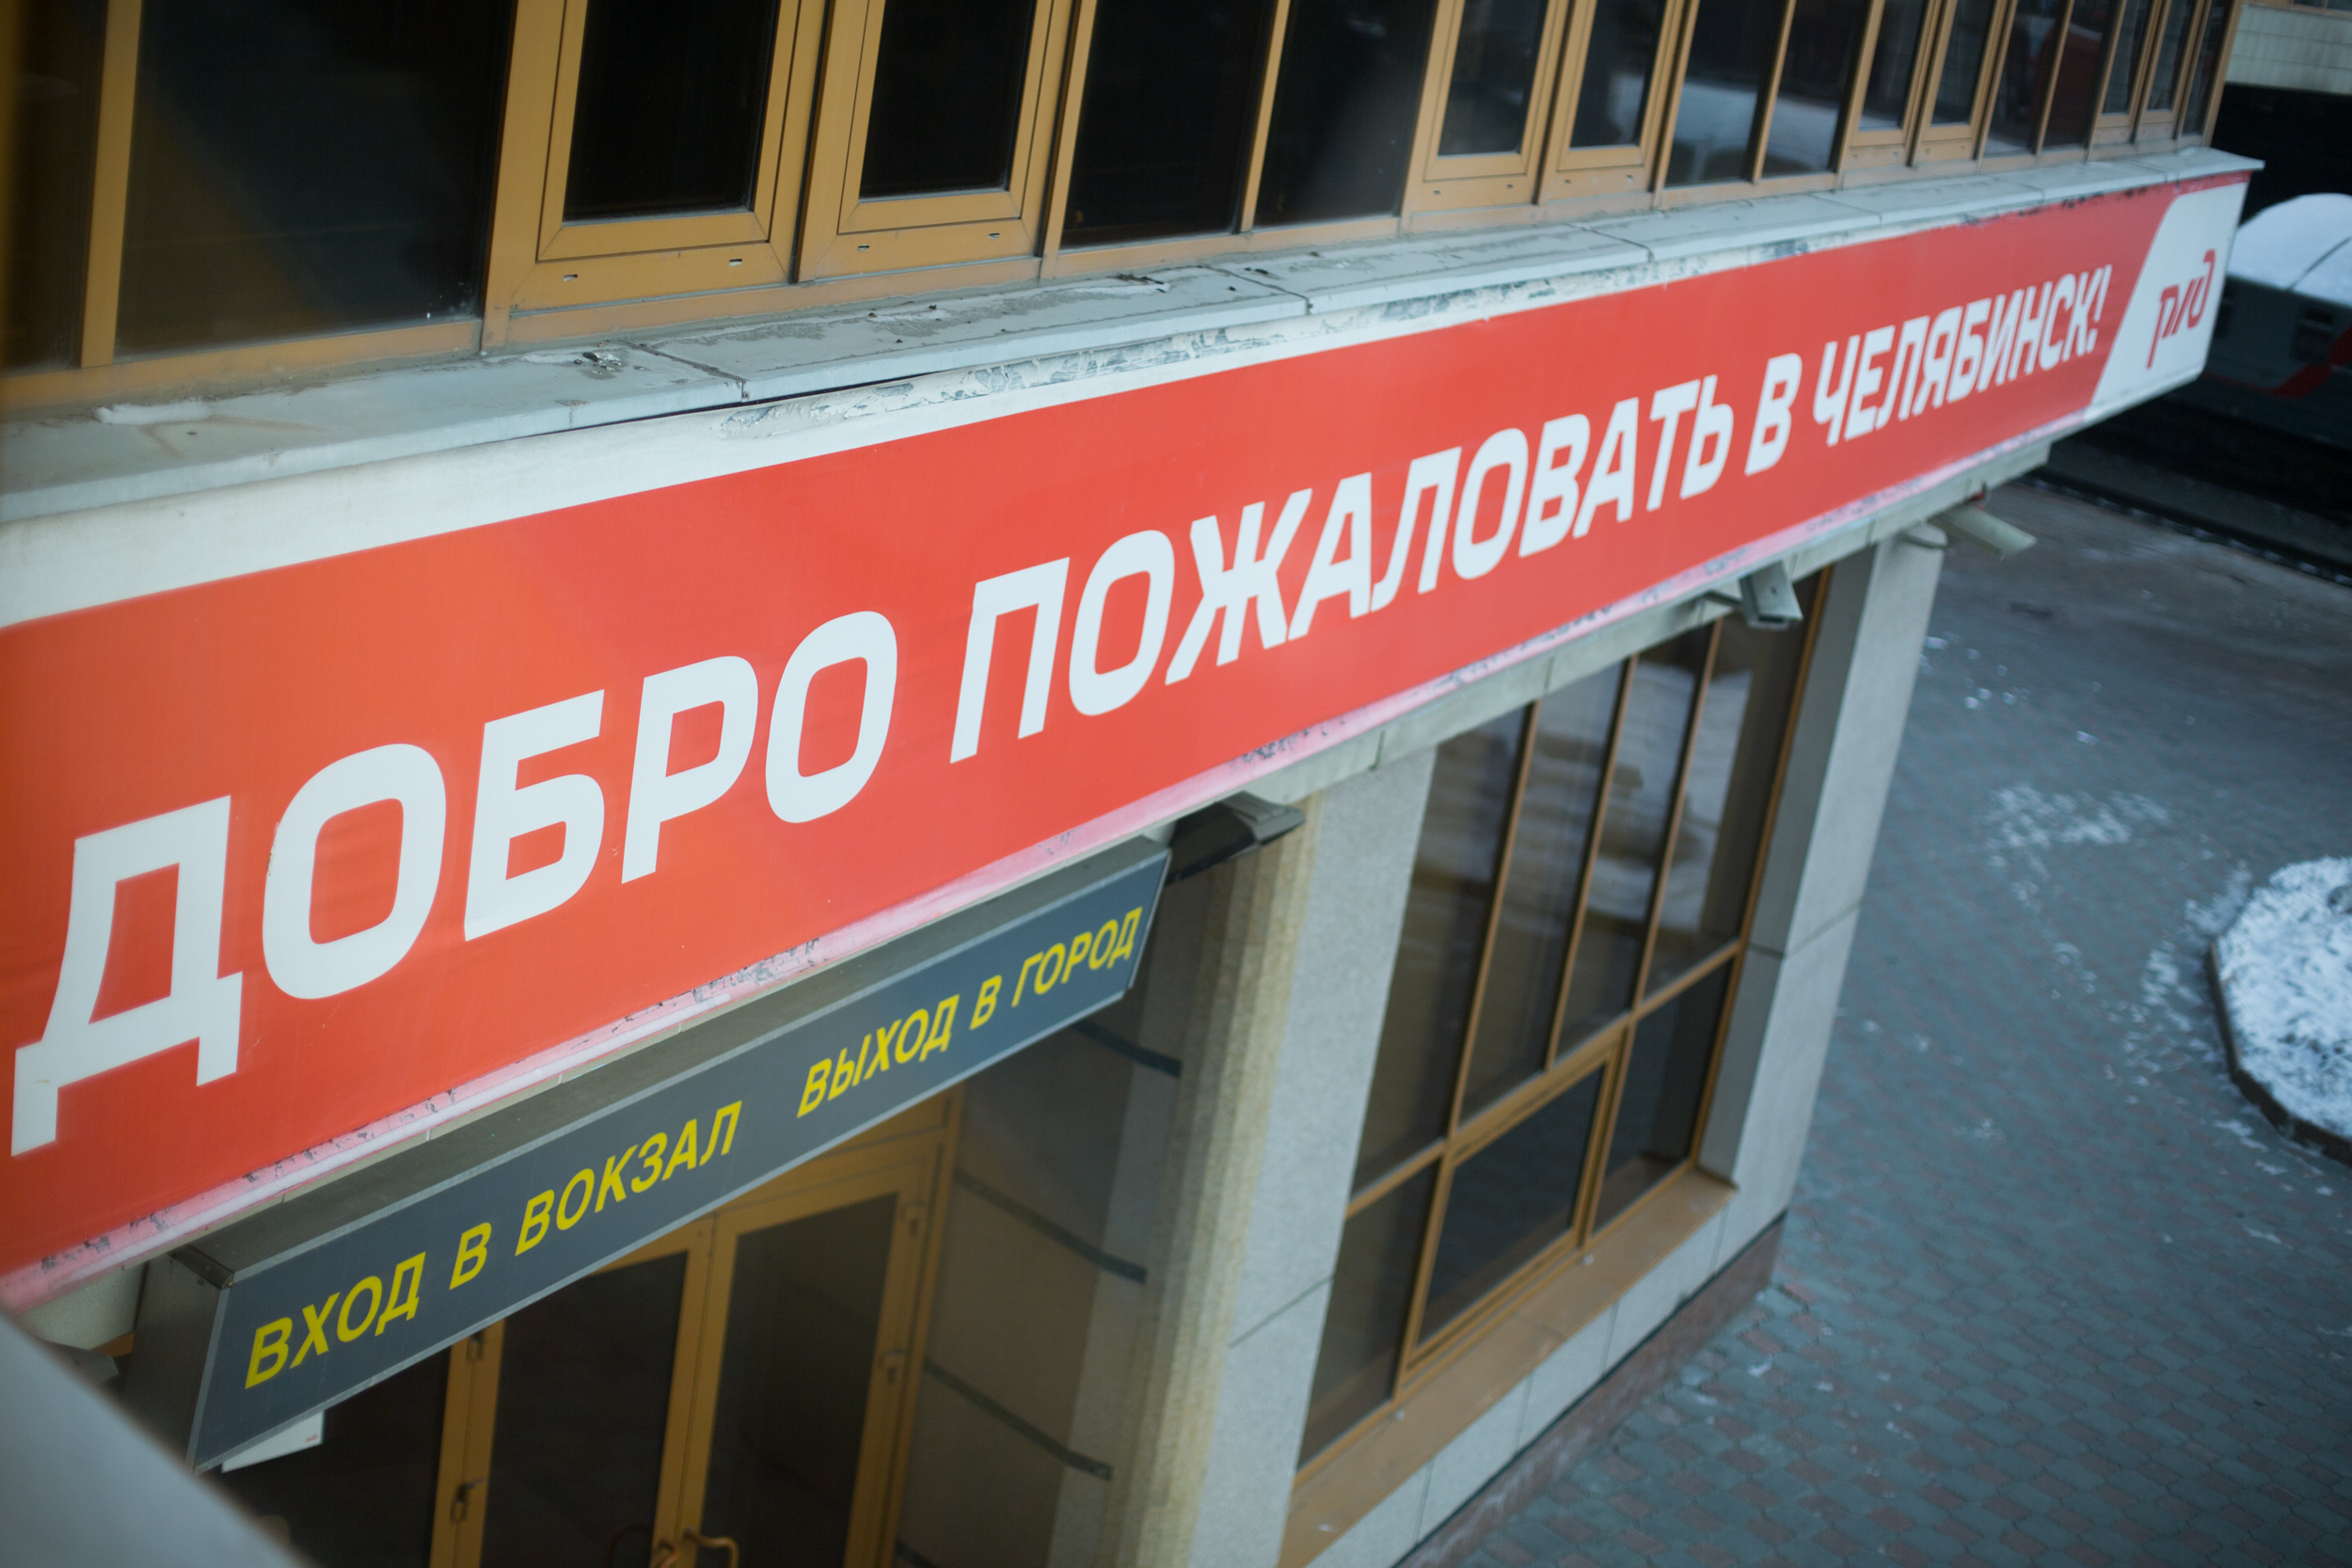 ДОБРО ПОЖАЛОВАТЬ В ЧЕЛЯБИНСК!
ржд
ВХОД В ВОКЗАЛ ВЫХОД В ГОРОД